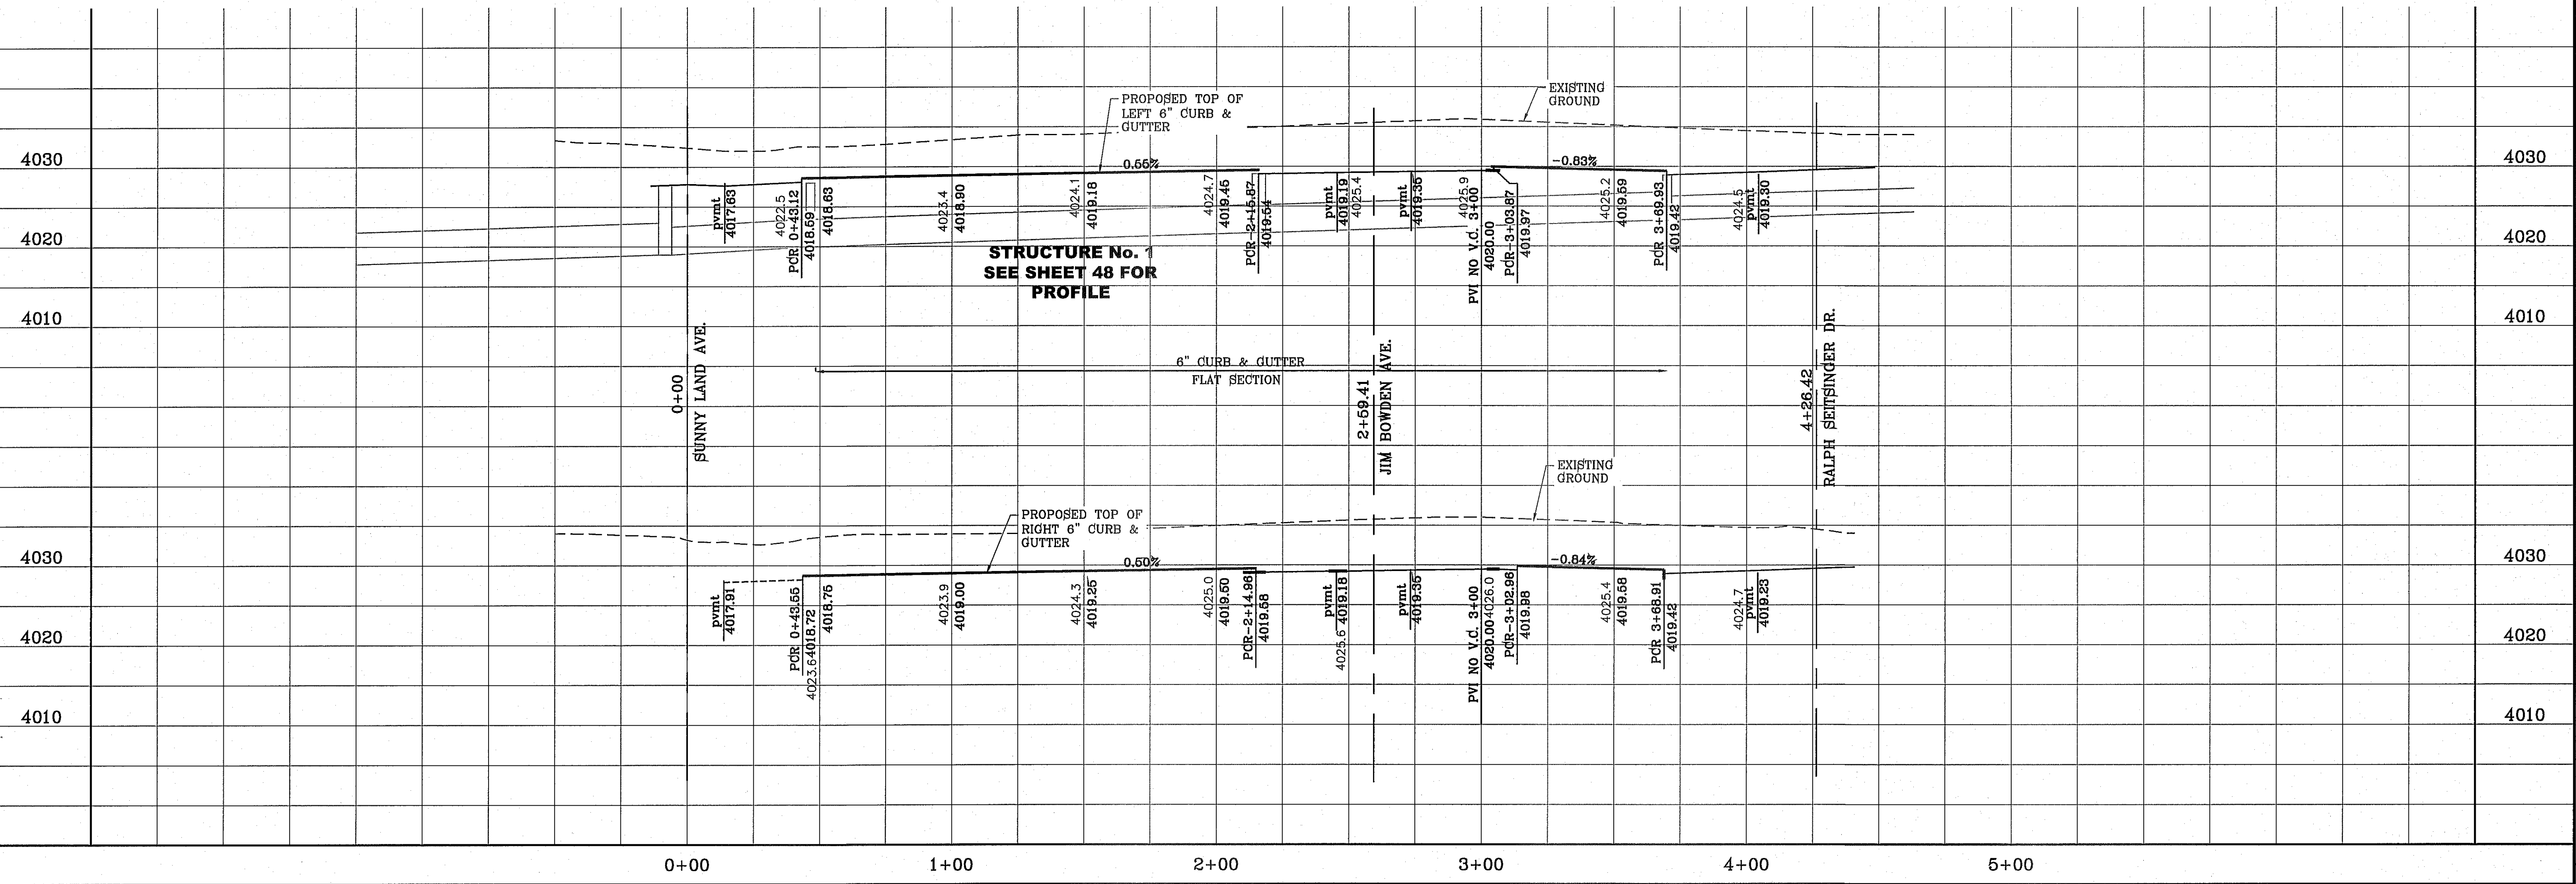 EXISTING
GROUND
PROPOSED TOP OF
LEFT 6" CURB &
GUTTER
4030
0.55%
-0.83%
4030
pvmt
4017.63
4022.5
PCR 0+43.12
4018.59
4018.63
4023.4
4018.90
4024.1
4019.18
4024.7
4019.45
PCR-2+15.87
4019.54
pvmt
4019.19
4025.4
pvmt
4019.35
4025.9
PVI NO V.C. 3+00
4020.00
PCR-3+03.87
4019.97
4025.2
4019.59
PCR 3+69.93
4019.42
4024.5
pvmt
4019.30
4020
4020
STRUCTURE No. 1
SEE SHEET 48 FOR
PROFILE
4010
4010
0+00
SUNNY LAND AVE.
6" CURB & GUTTER
FLAT SECTION
2+59.41
JIM BOWDEN AVE.
4+26.42
RALPH SEITSINGER DR.
EXISTING
GROUND
PROPOSED TOP OF
RIGHT 6" CURB &
GUTTER
4030
0.50%
-0.84%
4030
pvmt
4017.91
PCR 0+43.55
4023.6
4018.72
4018.75
4023.9
4019.00
4024.3
4019.25
4025.0
4019.50
PCR-2+14.96
4019.58
pvmt
4025.6
4019.18
pvmt
4019.35
PVI NO V.C. 3+00
4020.00
4026.0
PCR-3+02.96
4019.98
4025.4
4019.58
PCR 3+68.91
4019.42
4024.7
pvmt
4019.23
4020
4020
4010
4010
0+00
1+00
2+00
3+00
4+00
5+00